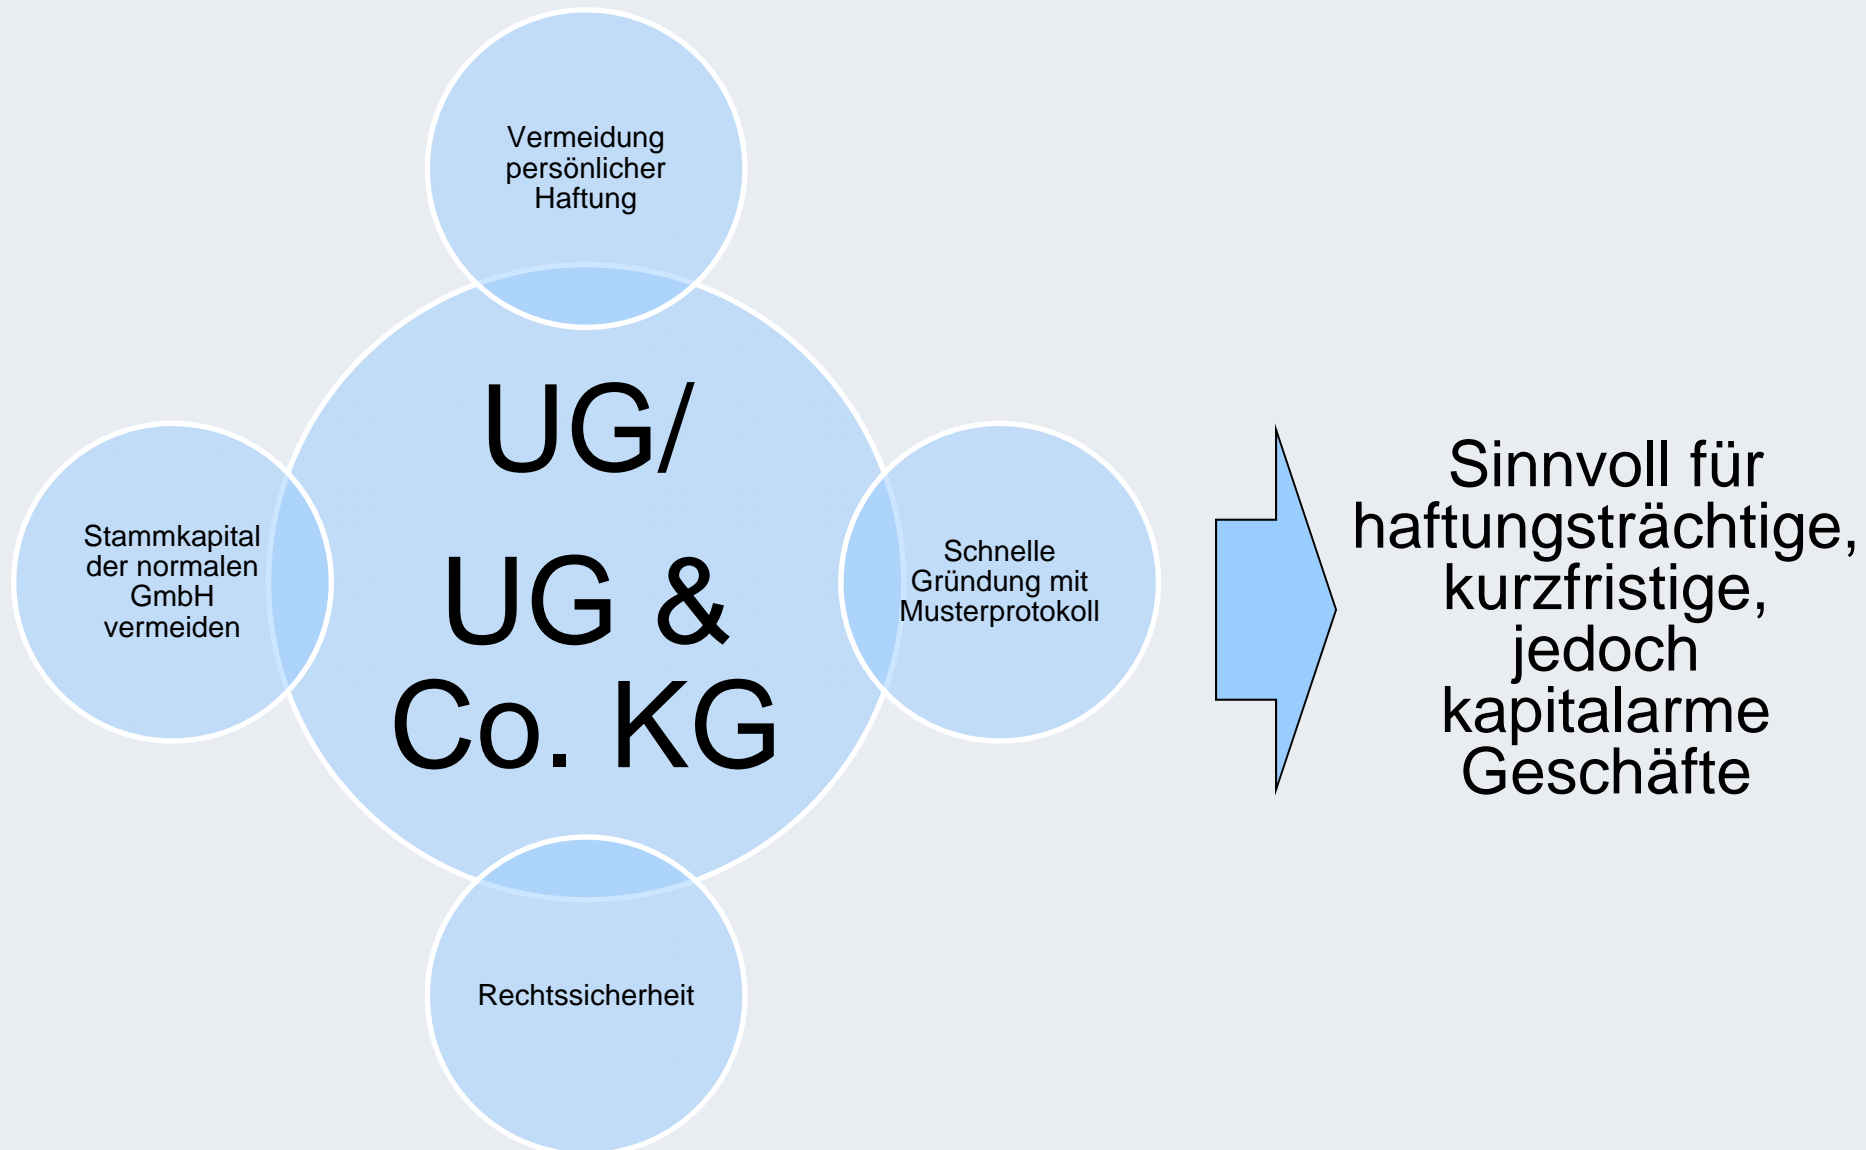 Vermeidung
persönlicher
Haftung
UG/
UG &
Co. KG
Stammkapital
der normalen
GmbH
vermeiden
Schnelle
Gründung mit
Musterprotokoll
Rechtssicherheit
Sinnvoll für
haftungsträchtige,
kurzfristige,
jedoch
kapitalarme
Geschäfte